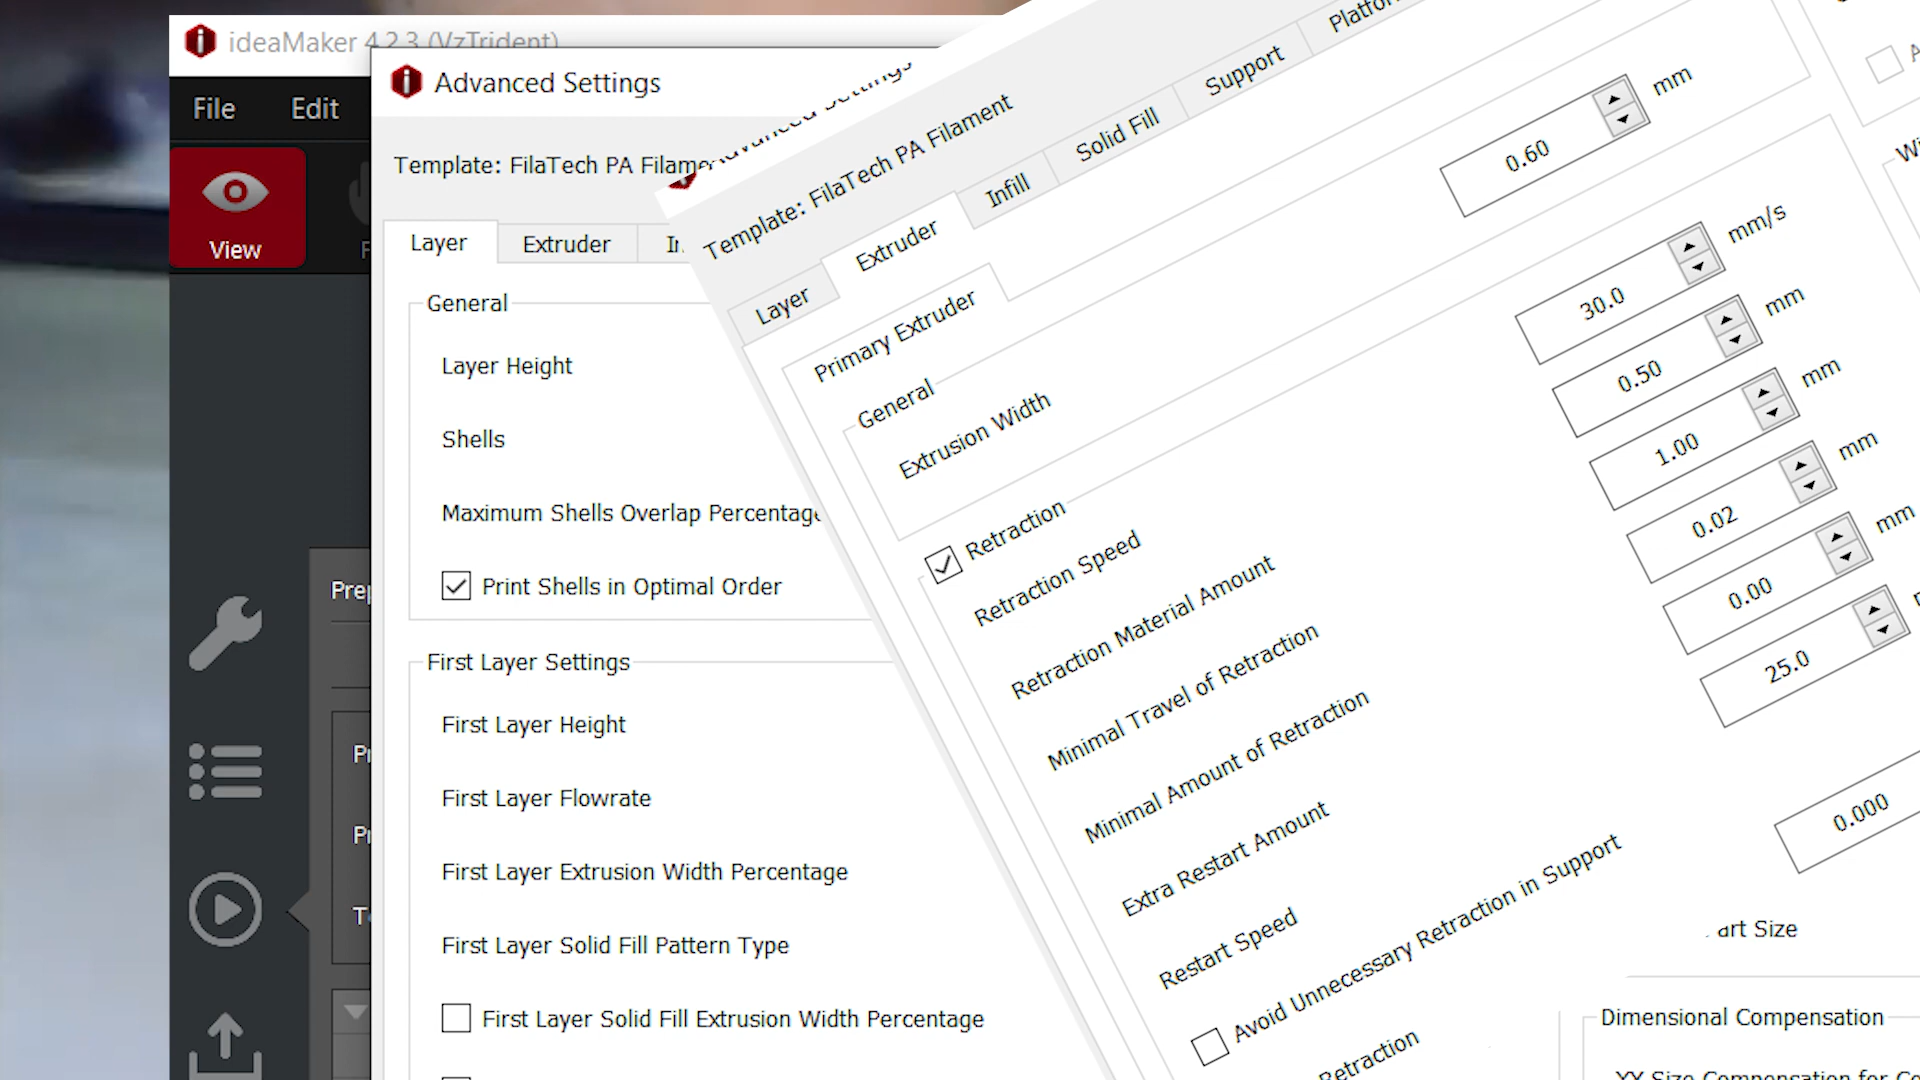 ideaMaker 4.2.3 (VzTrident)
File
Edit
View
Advanced Settings
Template: FilaTech PA
Layer
Extruder
General
Layer Height
Shells
Maximum Shells Overlap Percentage
Print Shells in Optimal Order
First Layer Settings
First Layer Height
First Layer Flowrate
First Layer Extrusion Width Percentage
First Layer Solid Fill Pattern Type
First Layer Solid Fill Extrusion Width Percentage
Template: FilaTech PA Filament
Layer
Extruder
Infill
Solid Fill
Support
Primary Extruder
General
Extrusion Width
0.60
mm
Retraction
Retraction Speed
30.0
mm/s
Retraction Material Amount
0.50
mm
Minimal Travel of Retraction
1.00
mm
Minimal Amount of Retraction
0.02
mm
Extra Restart Amount
0.00
mm
Restart Speed
25.0
Avoid Unnecessary Retraction in Support
0.000
Retraction
Size
Dimensional Compensation
XY Size Compensation for